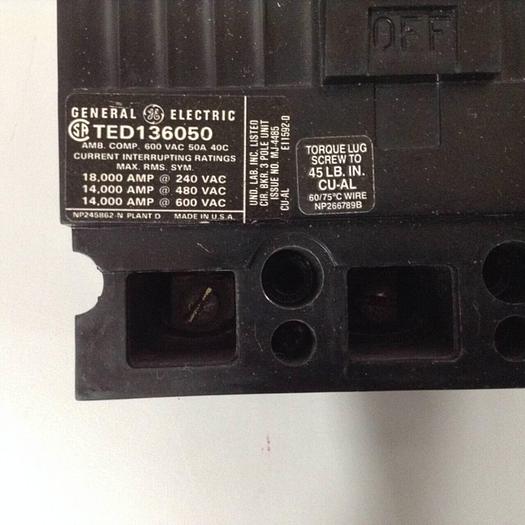 OFF
GENERAL GE ELECTRIC
SA TED136050
AMB. COMP. 600 VAC 50A 40C
CURRENT INTERRUPTING RATINGS
MAX. RMS. SYM.
18,000 AMP @ 240 VAC
14,000 AMP @ 480 VAC
14,000 AMP @ 600 VAC
NP245862-N PLANT D MADE IN U.S.A.
UND. LAB. INC. LISTED
CIR. BKR. 3 POLE UNIT
ISSUE NO. MJ-4485
CU-AL E11592-D
TORQUE LUG
SCREW TO
45 LB. IN.
CU-AL
60/75°C WIRE
NP266789B